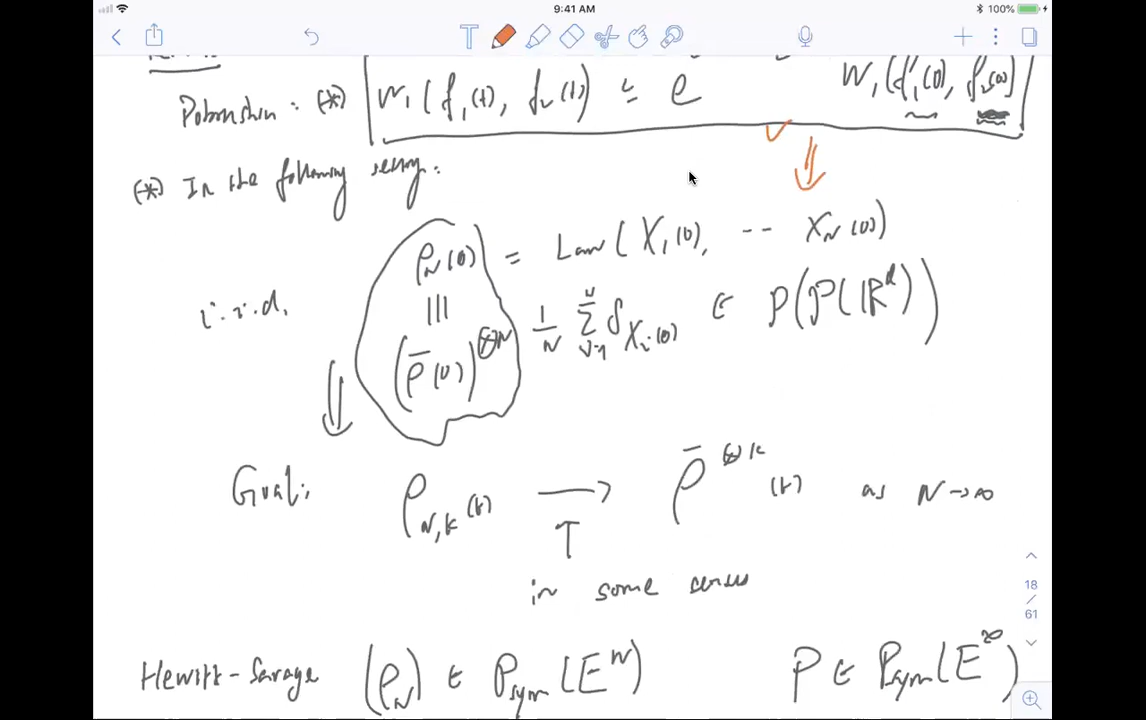 9:41 AM
100%
Dobrushin : (*) W₁(f₁(t), f₂(t)) ≤ e W₁(f₁(0), f₂(0))
(*) In the following setting:
ρ_N(0) = Law(X₁(0), -- X_N(0))
i.i.d. ||| 1/N ∑_{i=1}^N δ_{X_i(0)} ∈ P(P(ℝ^d))
(ρ̄(0))^{⊗N}
⇓
Goal: ρ_{N,k}(t) → ρ̄^{⊗k}(t) as N→∞
↑
in some sense
18
/
61
Hewitt-Savage (ρ_N) ∈ P_sym(E^N) P ∈ P_sym(E^∞)